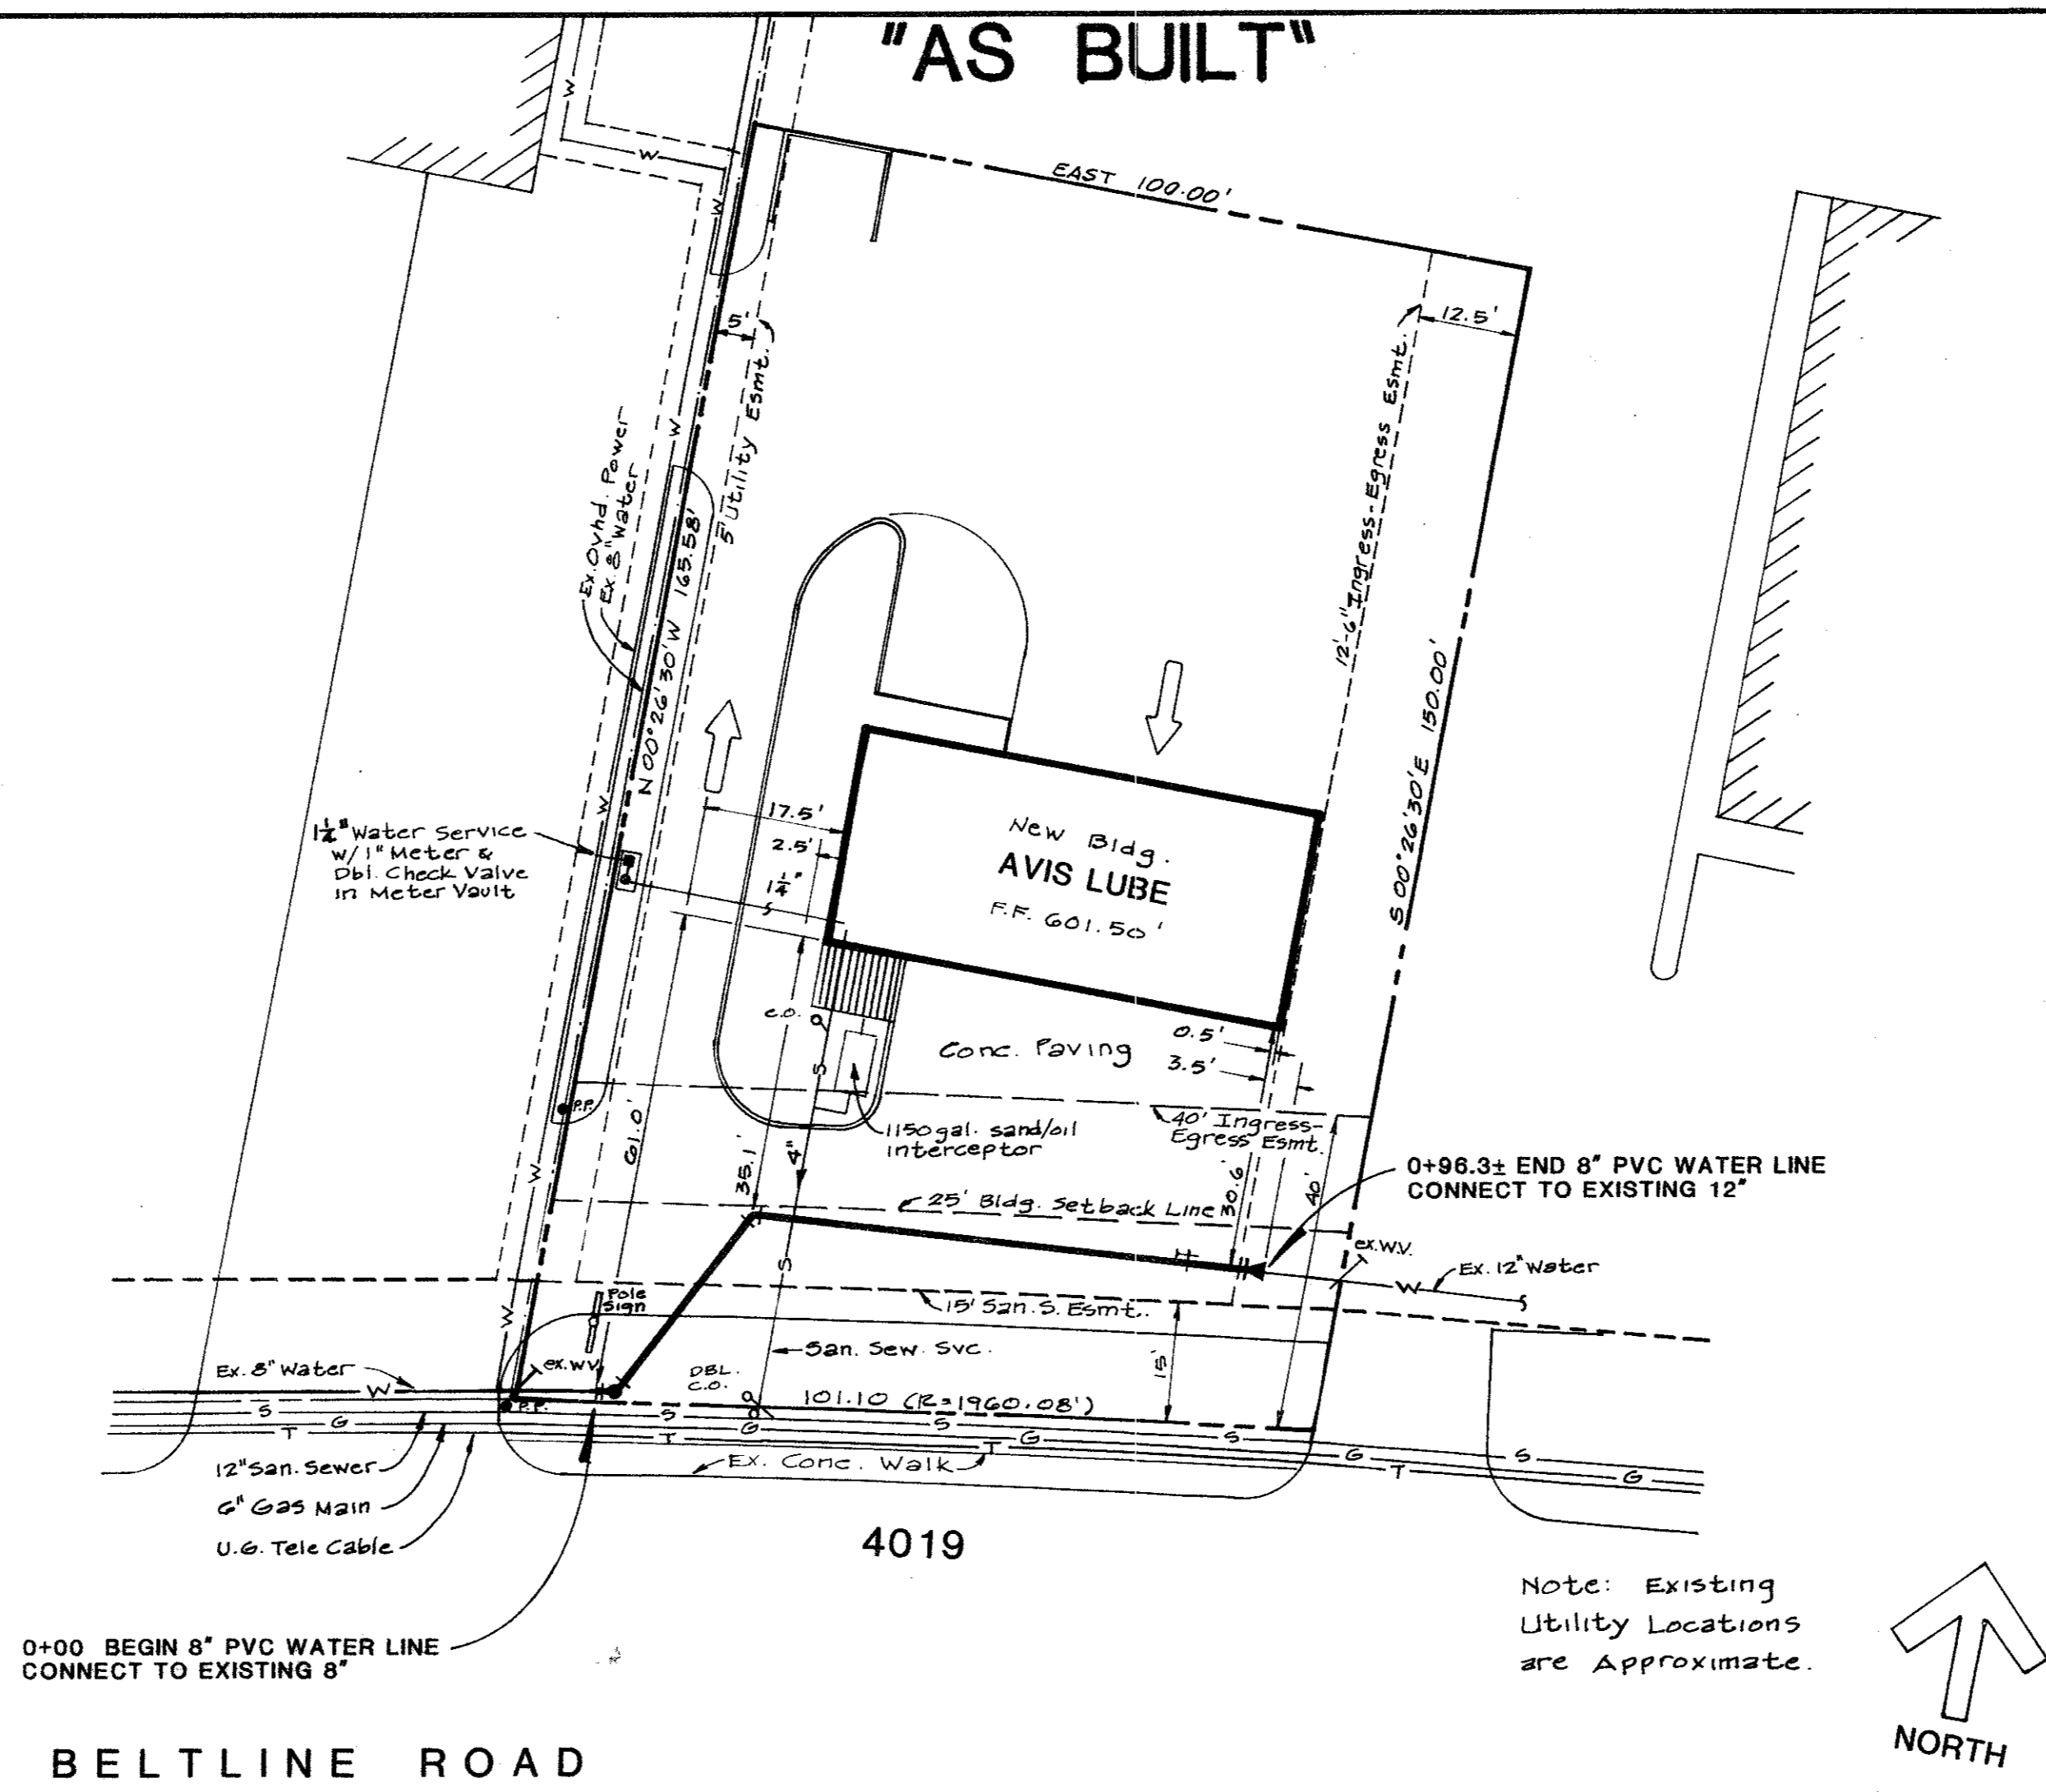 "AS BUILT"
W
W
W
EAST 100.00'
5'
12.5'
5' Utility Esmt.
12'-6" Ingress-Egress Esmt.
Ex. Ovhd. Power
Ex. 8" Water
W
N 00°26'30"W 165.58'
S 00°26'30"E 150.00'
W
1¼" Water Service
w/1" Meter &
Dbl. Check Valve
in Meter Vault
17.5'
2.5'
1¼"
New Bldg.
AVIS LUBE
F.F. 601.50'
C.O.
S
Conc. Paving
0.5'
3.5'
P.P.
61.0'
35.1'
4"
1150 gal. sand/oil
interceptor
40' Ingress-
Egress Esmt.
W
30.6'
40'
0+96.3± END 8" PVC WATER LINE
CONNECT TO EXISTING 12"
25' Bldg. Setback Line
S
ex.W.V.
W
Ex. 12" Water
Pole
Sign
15' San. S. Esmt.
W
San. Sew. Svc.
15'
Ex. 8" Water
W
ex.W.V.
DBL.
C.O.
P.P.
101.10 (R=1960.08')
S
G
T
S
G
T
S
G
T
S
G
T
S
G
Ex. Conc. Walk
12" San. Sewer
6" Gas Main
U.G. Tele Cable
4019
0+00 BEGIN 8" PVC WATER LINE
CONNECT TO EXISTING 8"
Note: Existing
Utility Locations
are Approximate.
NORTH
BELTLINE ROAD